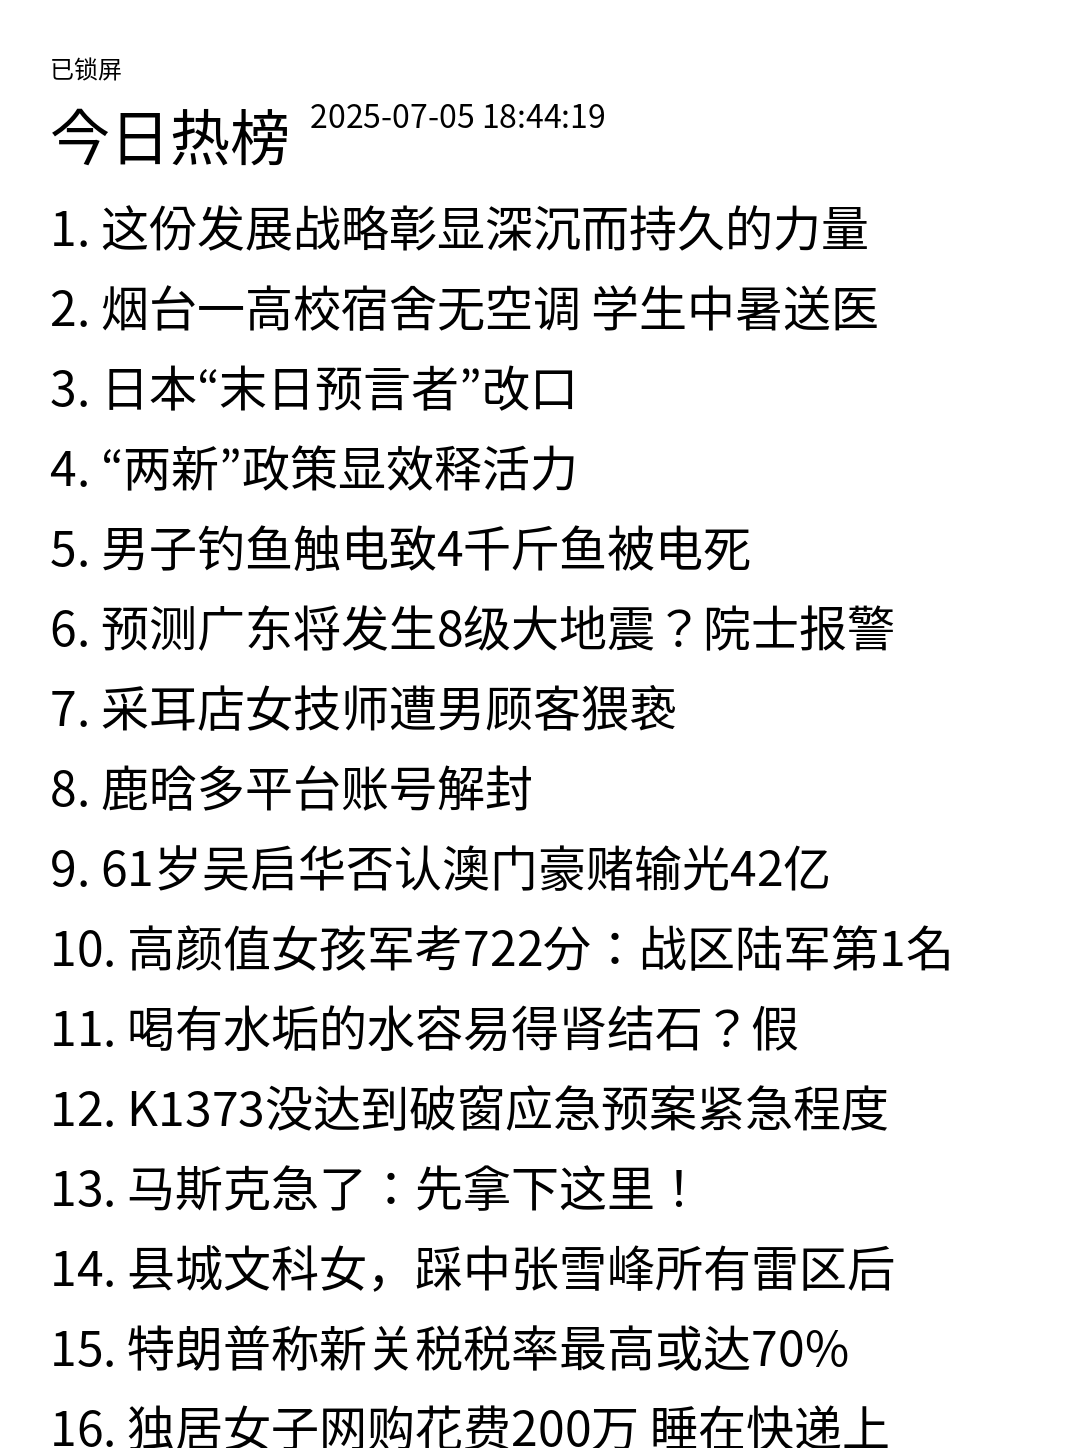 已锁屏
今日热榜 2025-07-05 18:44:19
1. 这份发展战略彰显深沉而持久的力量
2. 烟台一高校宿舍无空调 学生中暑送医
3. 日本“末日预言者”改口
4. “两新”政策显效释活力
5. 男子钓鱼触电致4千斤鱼被电死
6. 预测广东将发生8级大地震？院士报警
7. 采耳店女技师遭男顾客猥亵
8. 鹿晗多平台账号解封
9. 61岁吴启华否认澳门豪赌输光42亿
10. 高颜值女孩军考722分：战区陆军第1名
11. 喝有水垢的水容易得肾结石？假
12. K1373没达到破窗应急预案紧急程度
13. 马斯克急了：先拿下这里！
14. 县城文科女，踩中张雪峰所有雷区后
15. 特朗普称新关税税率最高或达70%
16. 独居女子网购花费200万 睡在快递上